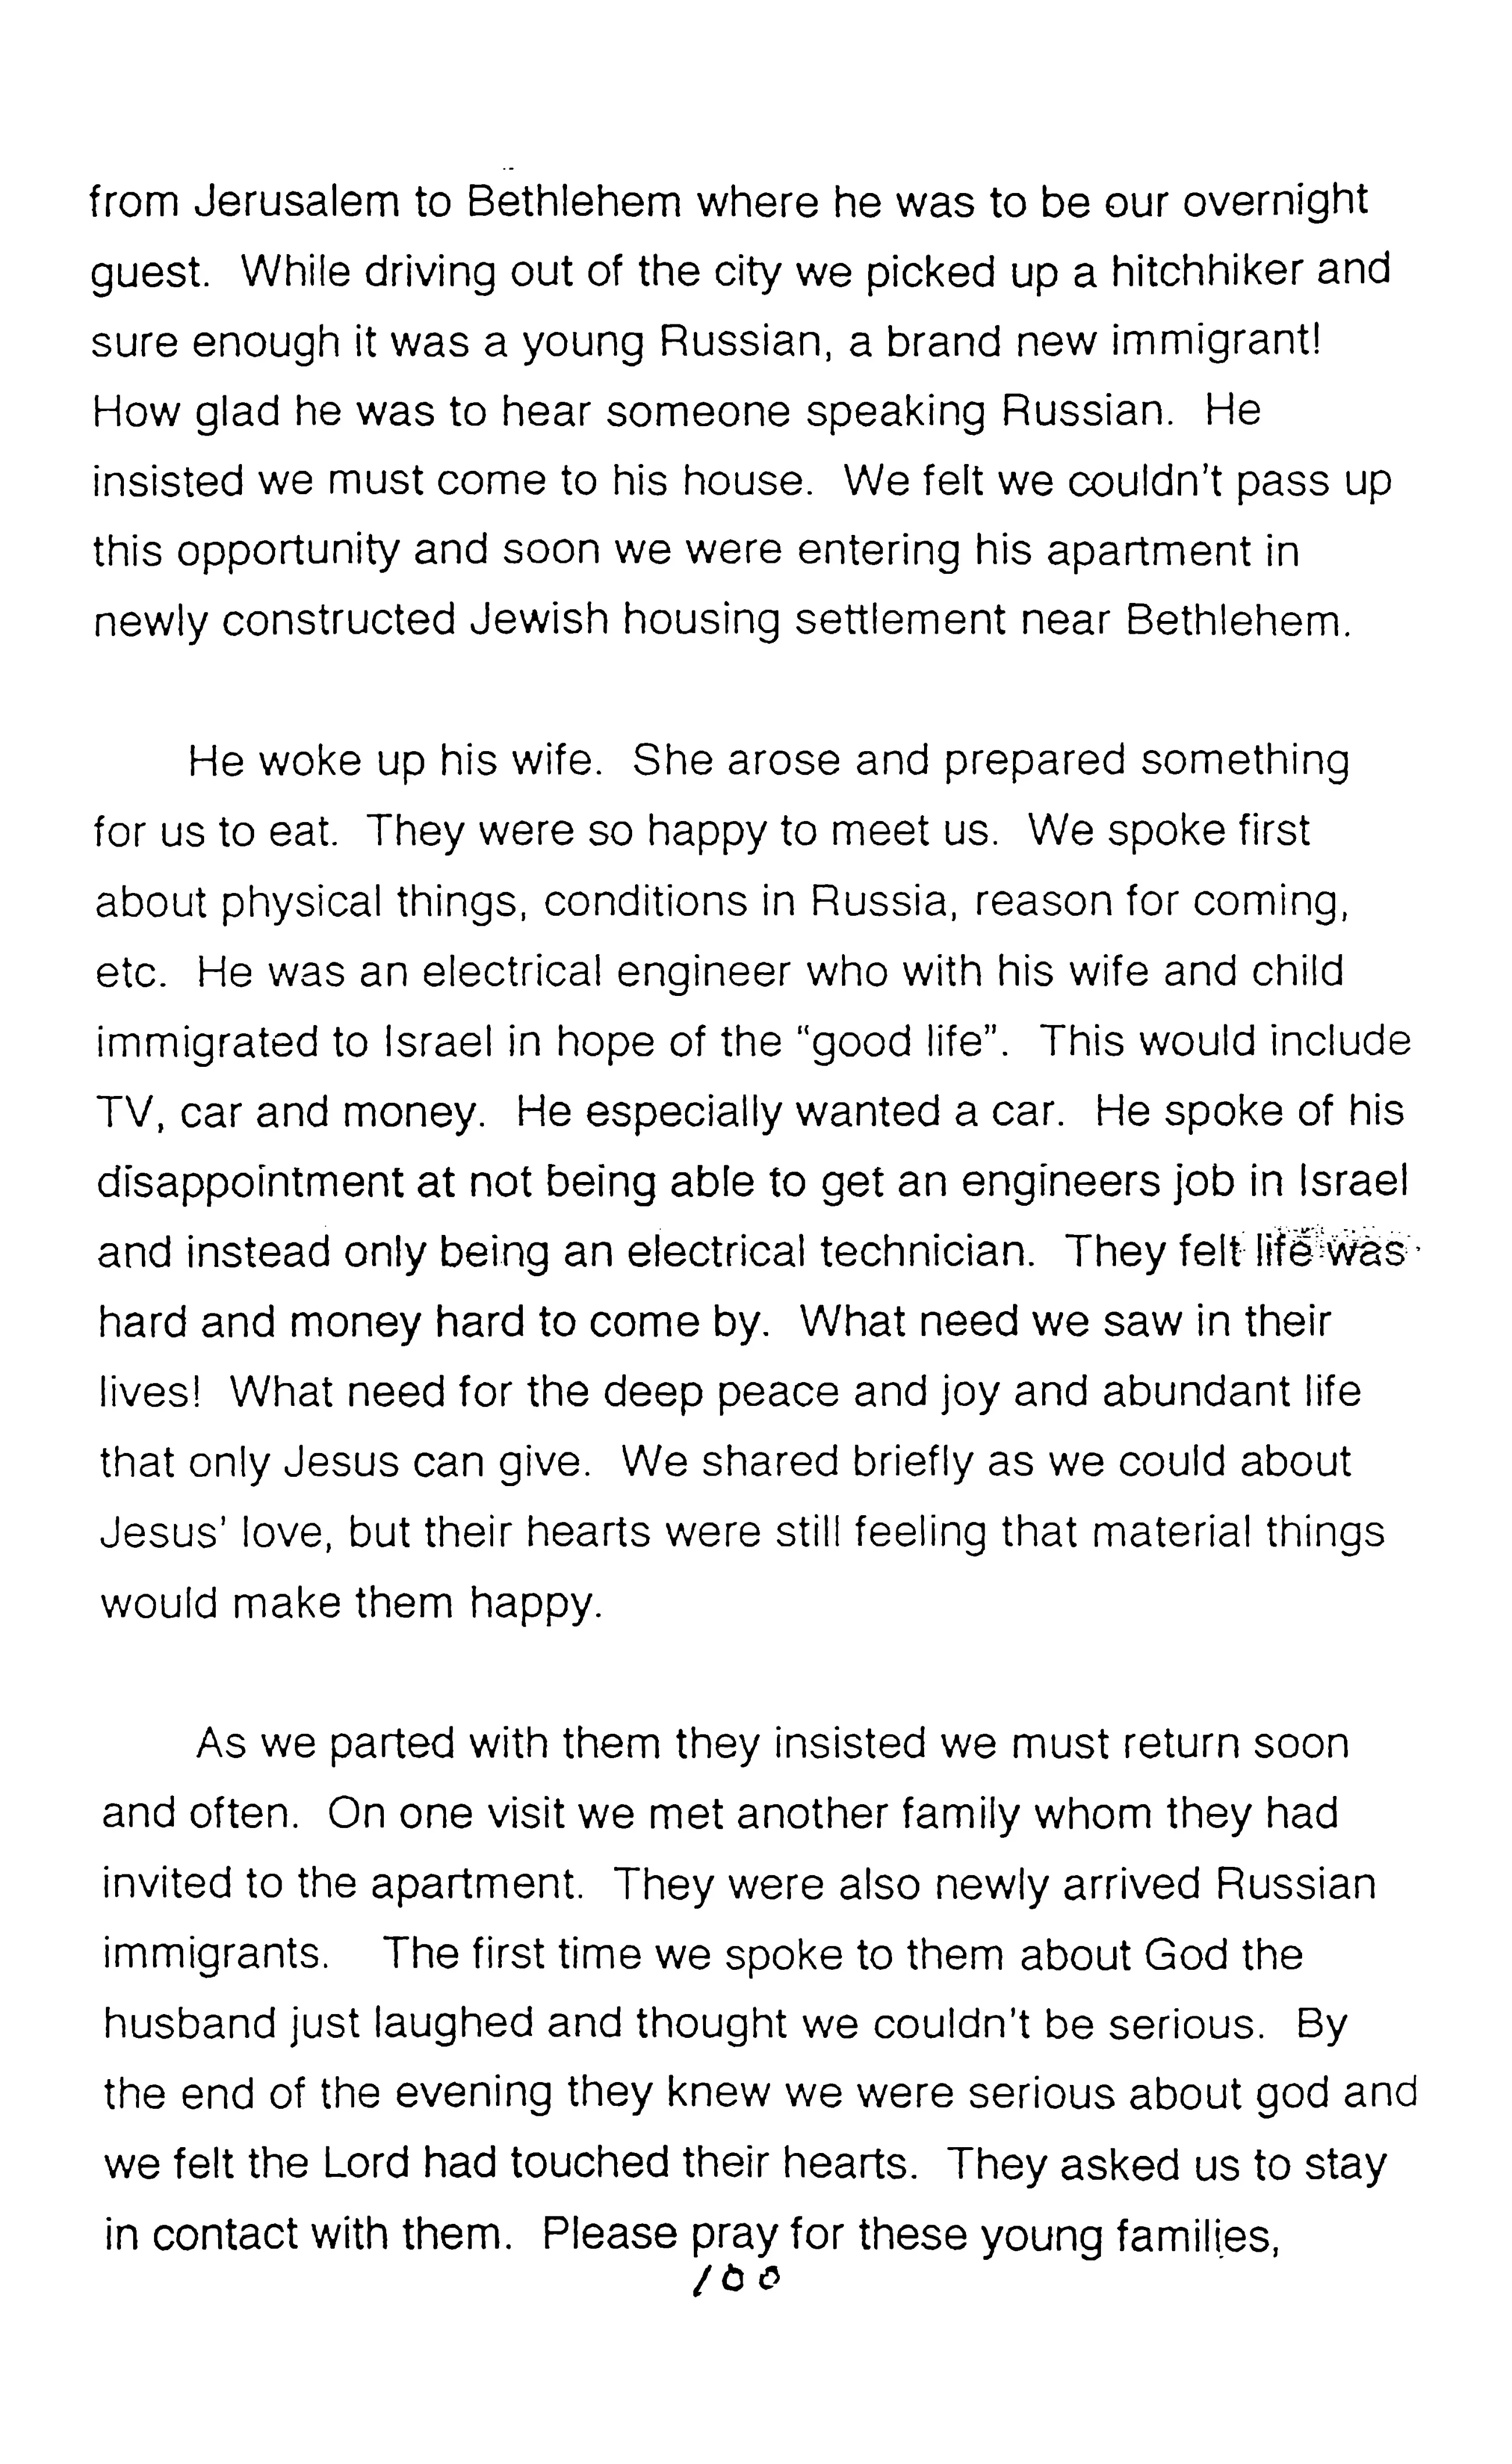 from Jerusalem to Bethlehem where he was to be our overnight
guest. While driving out of the city we picked up a hitchhiker and
sure enough it was a young Russian, a brand new immigrant!
How glad he was to hear someone speaking Russian. He
insisted we must come to his house. We felt we couldn't pass up
this opportunity and soon we were entering his apartment in
newly constructed Jewish housing settlement near Bethlehem.
He woke up his wife. She arose and prepared something
for us to eat. They were so happy to meet us. We spoke first
about physical things, conditions in Russia, reason for coming,
etc. He was an electrical engineer who with his wife and child
immigrated to Israel in hope of the "good life". This would include
TV, car and money. He especially wanted a car. He spoke of his
disappointment at not being able to get an engineers job in Israel
and instead only being an electrical technician. They felt life was
hard and money hard to come by. What need we saw in their
lives! What need for the deep peace and joy and abundant life
that only Jesus can give. We shared briefly as we could about
Jesus' love, but their hearts were still feeling that material things
would make them happy.
As we parted with them they insisted we must return soon
and often. On one visit we met another family whom they had
invited to the apartment. They were also newly arrived Russian
immigrants. The first time we spoke to them about God the
husband just laughed and thought we couldn't be serious. By
the end of the evening they knew we were serious about god and
we felt the Lord had touched their hearts. They asked us to stay
in contact with them. Please pray for these young families,
100